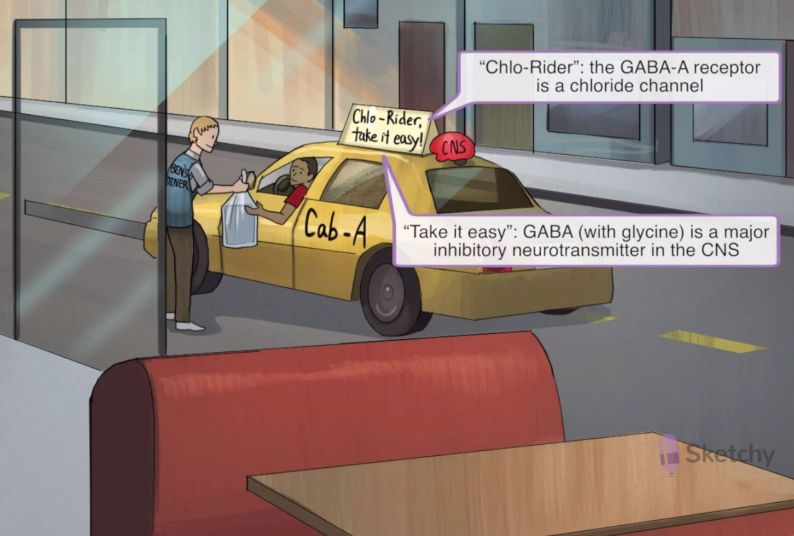 "Chlo-Rider": the GABA-A receptor
is a chloride channel
Chlo-Rider,
take it easy!
CNS
BEN'S
DINER
Cab-A
"Take it easy": GABA (with glycine) is a major
inhibitory neurotransmitter in the CNS
Sketchy